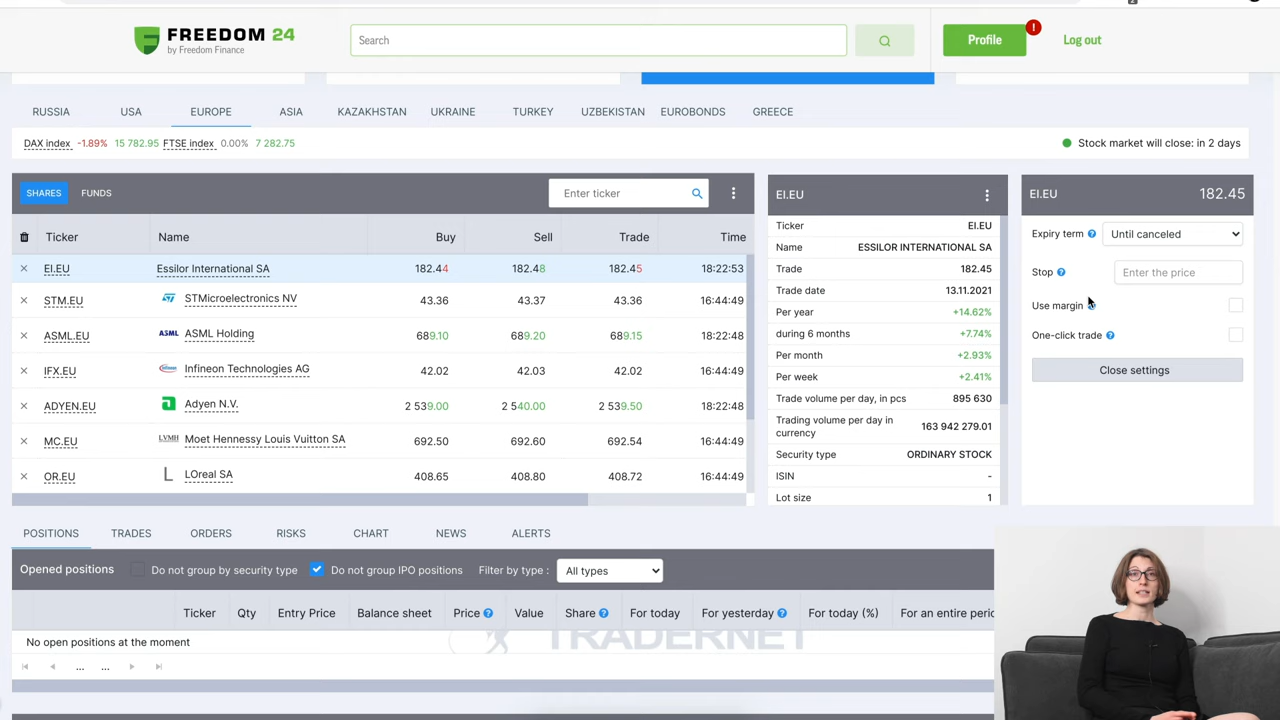 FREEDOM 24
by Freedom Finance
Search
Profile
!
Log out
RUSSIA USA EUROPE ASIA KAZAKHSTAN UKRAINE TURKEY UZBEKISTAN EUROBONDS GREECE
DAX index -1.89% 15 782.95 FTSE index 0.00% 7 282.75
Stock market will close: in 2 days
SHARES FUNDS Enter ticker
Ticker Name Buy Sell Trade Time
EI.EU Essilor International SA 182.44 182.48 182.45 18:22:53
STM.EU STMicroelectronics NV 43.36 43.37 43.36 16:44:49
ASML.EU ASML ASML Holding 689.10 689.20 689.15 18:22:48
IFX.EU Infineon Technologies AG 42.02 42.03 42.02 16:44:49
ADYEN.EU Adyen N.V. 2 539.00 2 540.00 2 539.50 18:22:48
MC.EU LVMH Moet Hennessy Louis Vuitton SA 692.50 692.60 692.54 16:44:49
OR.EU L LOreal SA 408.65 408.80 408.72 16:44:49
EI.EU
Ticker EI.EU
Name ESSILOR INTERNATIONAL SA
Trade 182.45
Trade date 13.11.2021
Per year +14.62%
during 6 months +7.74%
Per month +2.93%
Per week +2.41%
Trade volume per day, in pcs 895 630
Trading volume per day in
currency 163 942 279.01
Security type ORDINARY STOCK
ISIN -
Lot size 1
EI.EU 182.45
Expiry term ? Until canceled
Stop ? Enter the price
Use margin
One-click trade ?
Close settings
POSITIONS TRADES ORDERS RISKS CHART NEWS ALERTS
Opened positions Do not group by security type Do not group IPO positions Filter by type : All types
Ticker Qty Entry Price Balance sheet Price ? Value Share ? For today For yesterday ? For today (%) For an entire perio
No open positions at the moment
TRADERNET
... ...